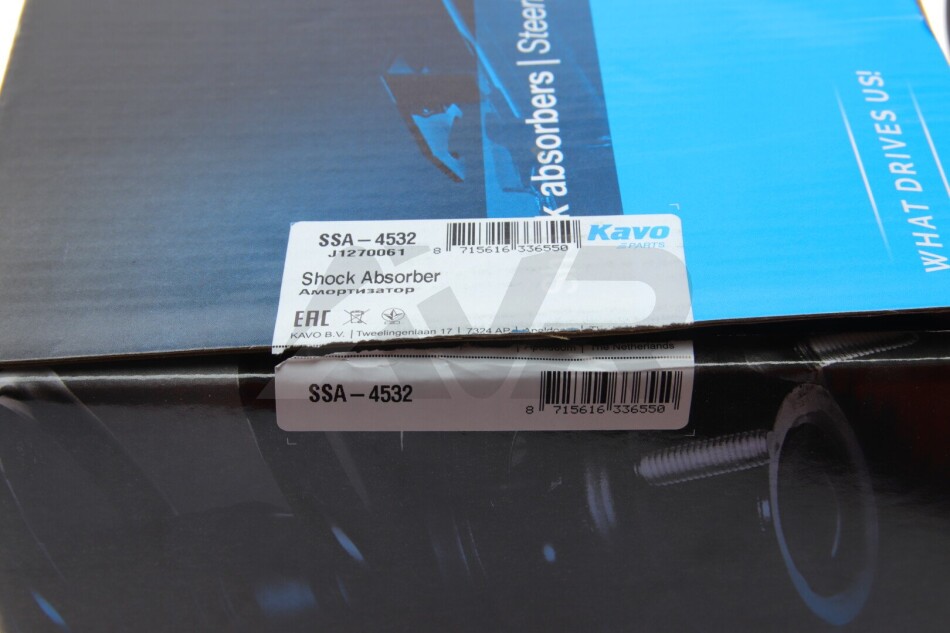 k absorbers | Steer
WHAT DRIVES US!
SSA-4532
J1270061
8 715616 336550
Kavo
PARTS
Shock Absorber
Амортизатор
EAC
KAVO B.V. | Tweelingenlaan 17 | 7324 AP
The Netherlands
SSA-4532
8 715616 336550
AVP